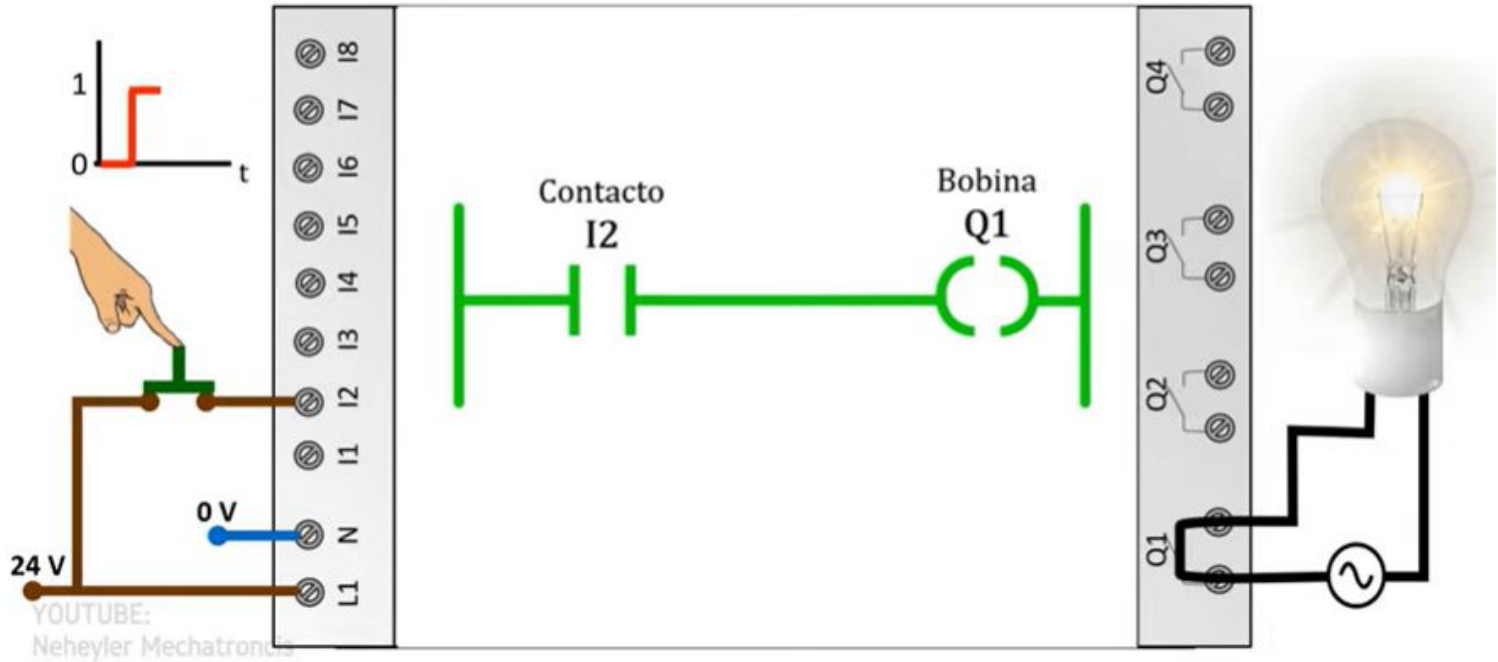 1
0
t
24 V
0 V
I8
I7
I6
I5
I4
I3
I2
I1
N
L1
Contacto
I2
Bobina
Q1
Q4
Q3
Q2
Q1
YOUTUBE:
Neheyler Mechatroncis